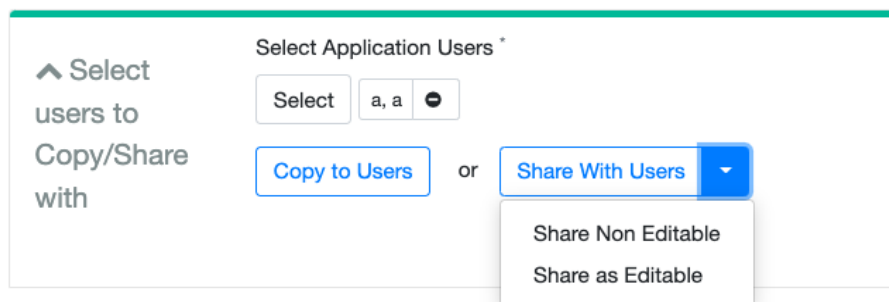 Select users to Copy/Share with
Select Application Users *
Select a, a
Copy to Users or Share With Users
Share Non Editable
Share as Editable